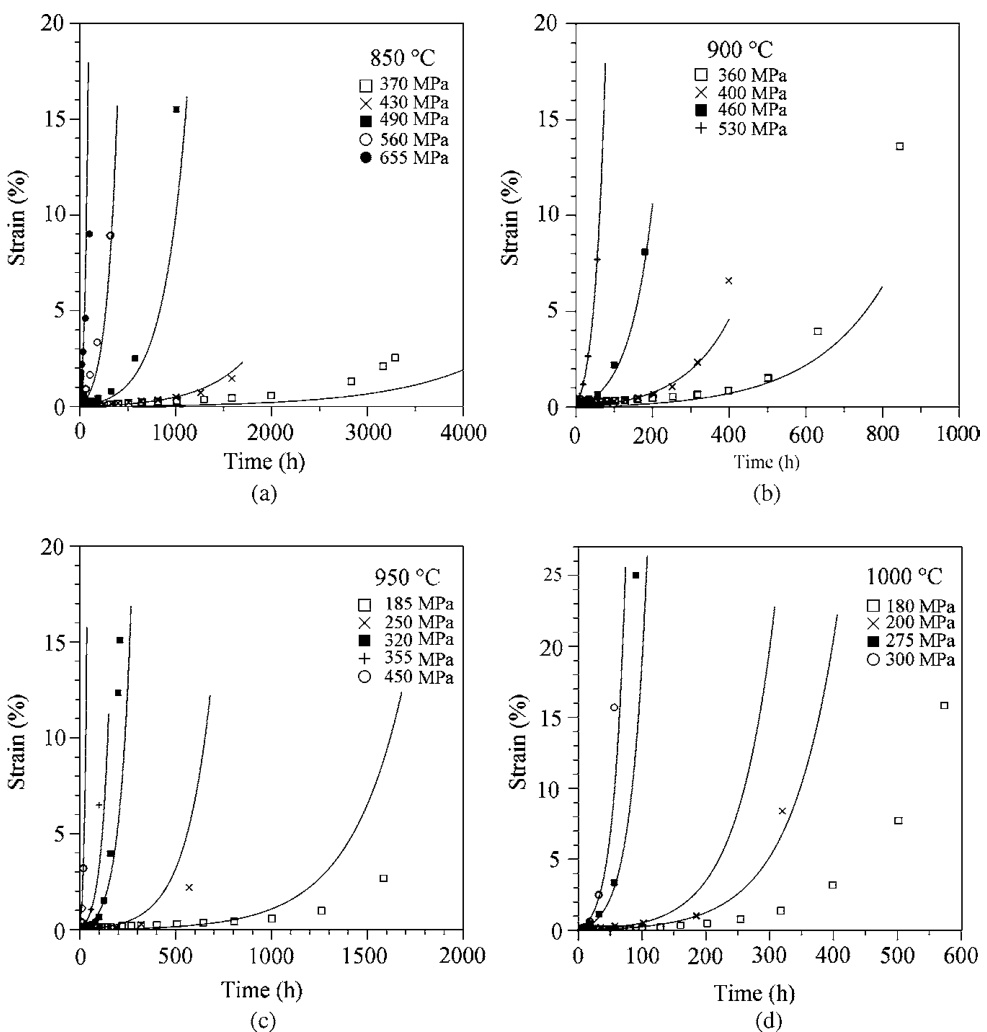 20
15
10
5
0
Strain (%)
850 °C
370 MPa
430 MPa
490 MPa
560 MPa
655 MPa
0 1000 2000 3000 4000
Time (h)
(a)
20
15
10
5
0
Strain (%)
900 °C
360 MPa
400 MPa
460 MPa
530 MPa
0 200 400 600 800 1000
Time (h)
(b)
20
15
10
5
0
Strain (%)
950 °C
185 MPa
250 MPa
320 MPa
355 MPa
450 MPa
0 500 1000 1500 2000
Time (h)
(c)
25
20
15
10
5
0
Strain (%)
1000 °C
180 MPa
200 MPa
275 MPa
300 MPa
0 100 200 300 400 500 600
Time (h)
(d)